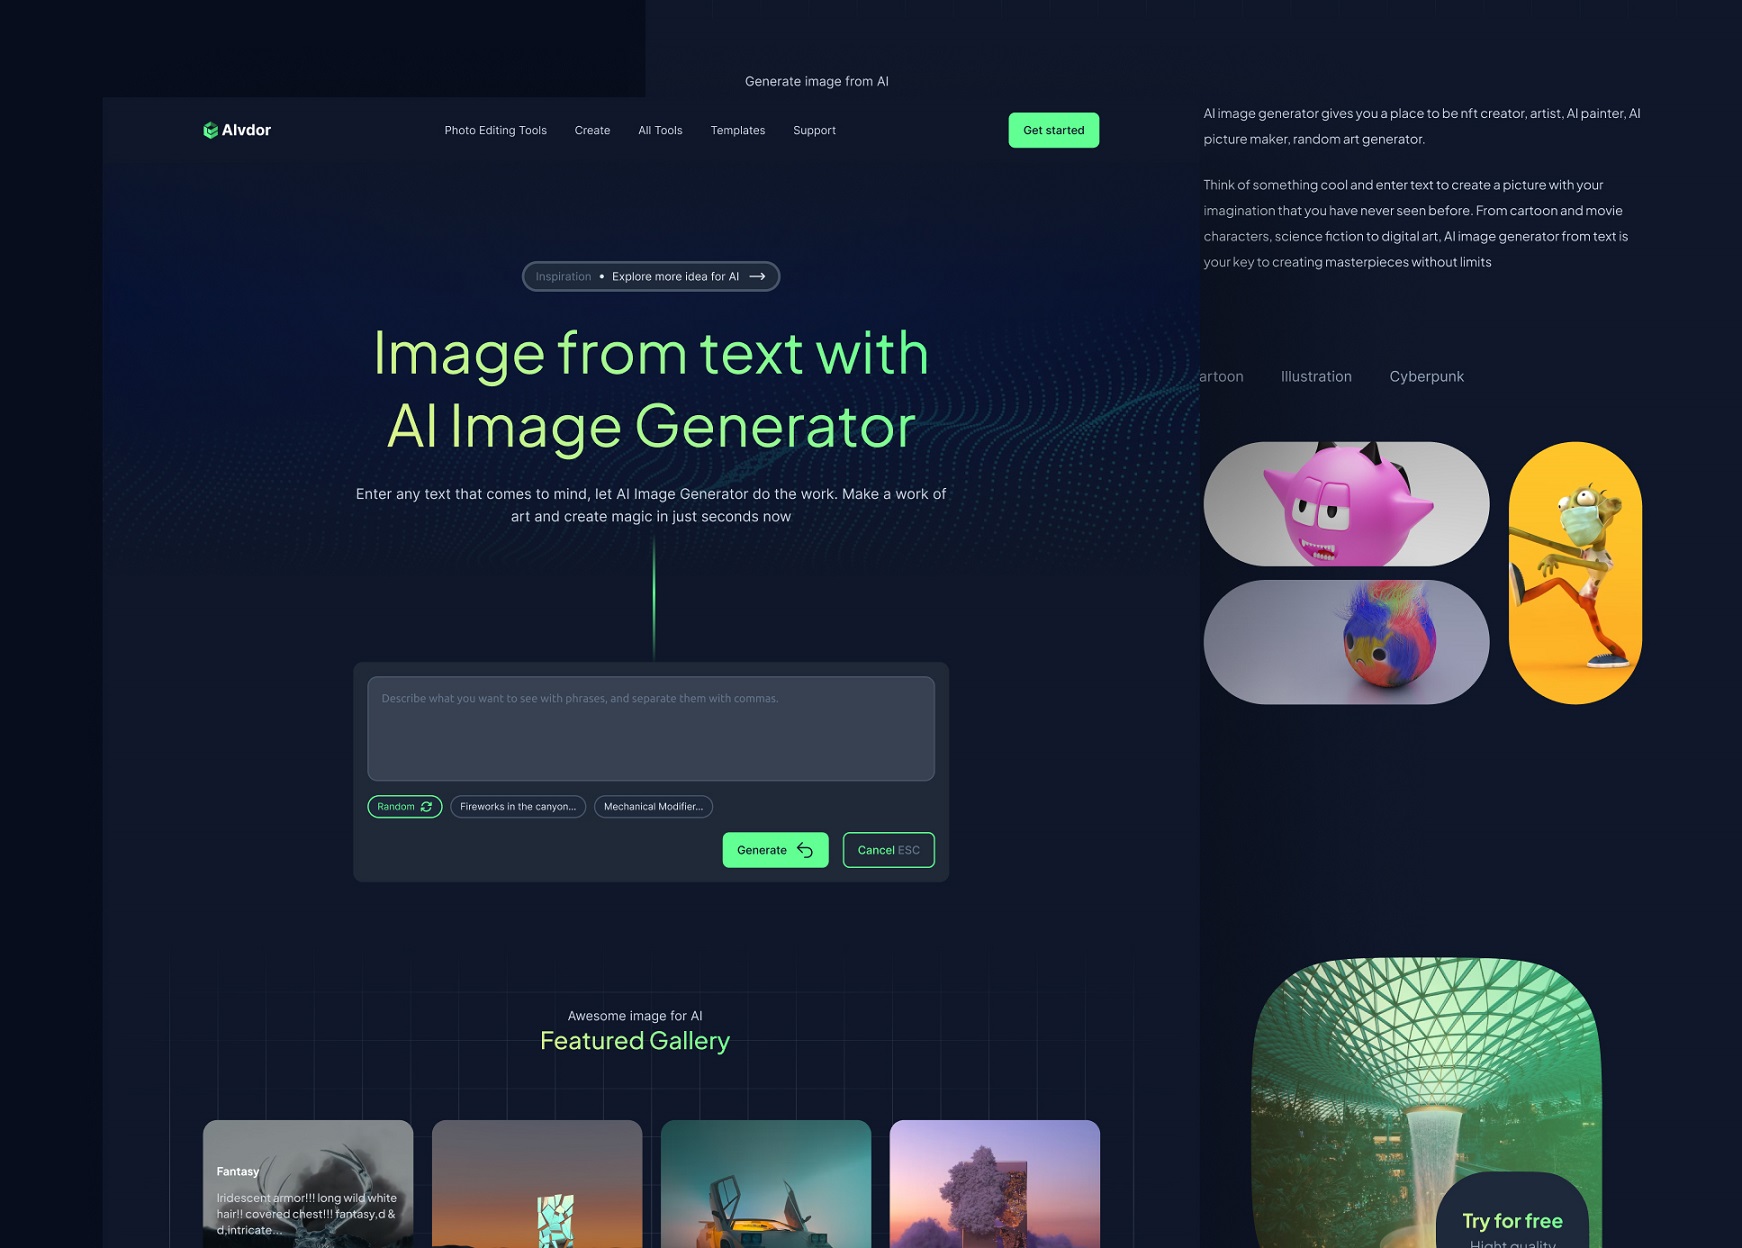 Generate image from AI
Alvdor
Photo Editing Tools
Create
All Tools
Templates
Support
Get started
Inspiration • Explore more idea for AI
Image from text with
AI Image Generator
Enter any text that comes to mind, let AI Image Generator do the work. Make a work of
art and create magic in just seconds now
Describe what you want to see with phrases, and separate them with commas.
Random
Fireworks in the canyon...
Mechanical Modifier...
Generate
Cancel ESC
Awesome image for AI
Featured Gallery
Fantasy
Iridescent armor!!! long wild white
hair!! covered chest!!! fantasy,d &
d,intricate...
AI image generator gives you a place to be nft creator, artist, AI painter, AI
picture maker, random art generator.
Think of something cool and enter text to create a picture with your
imagination that you have never seen before. From cartoon and movie
characters, science fiction to digital art, AI image generator from text is
your key to creating masterpieces without limits
artoon
Illustration
Cyberpunk
Try for free
Hight quality